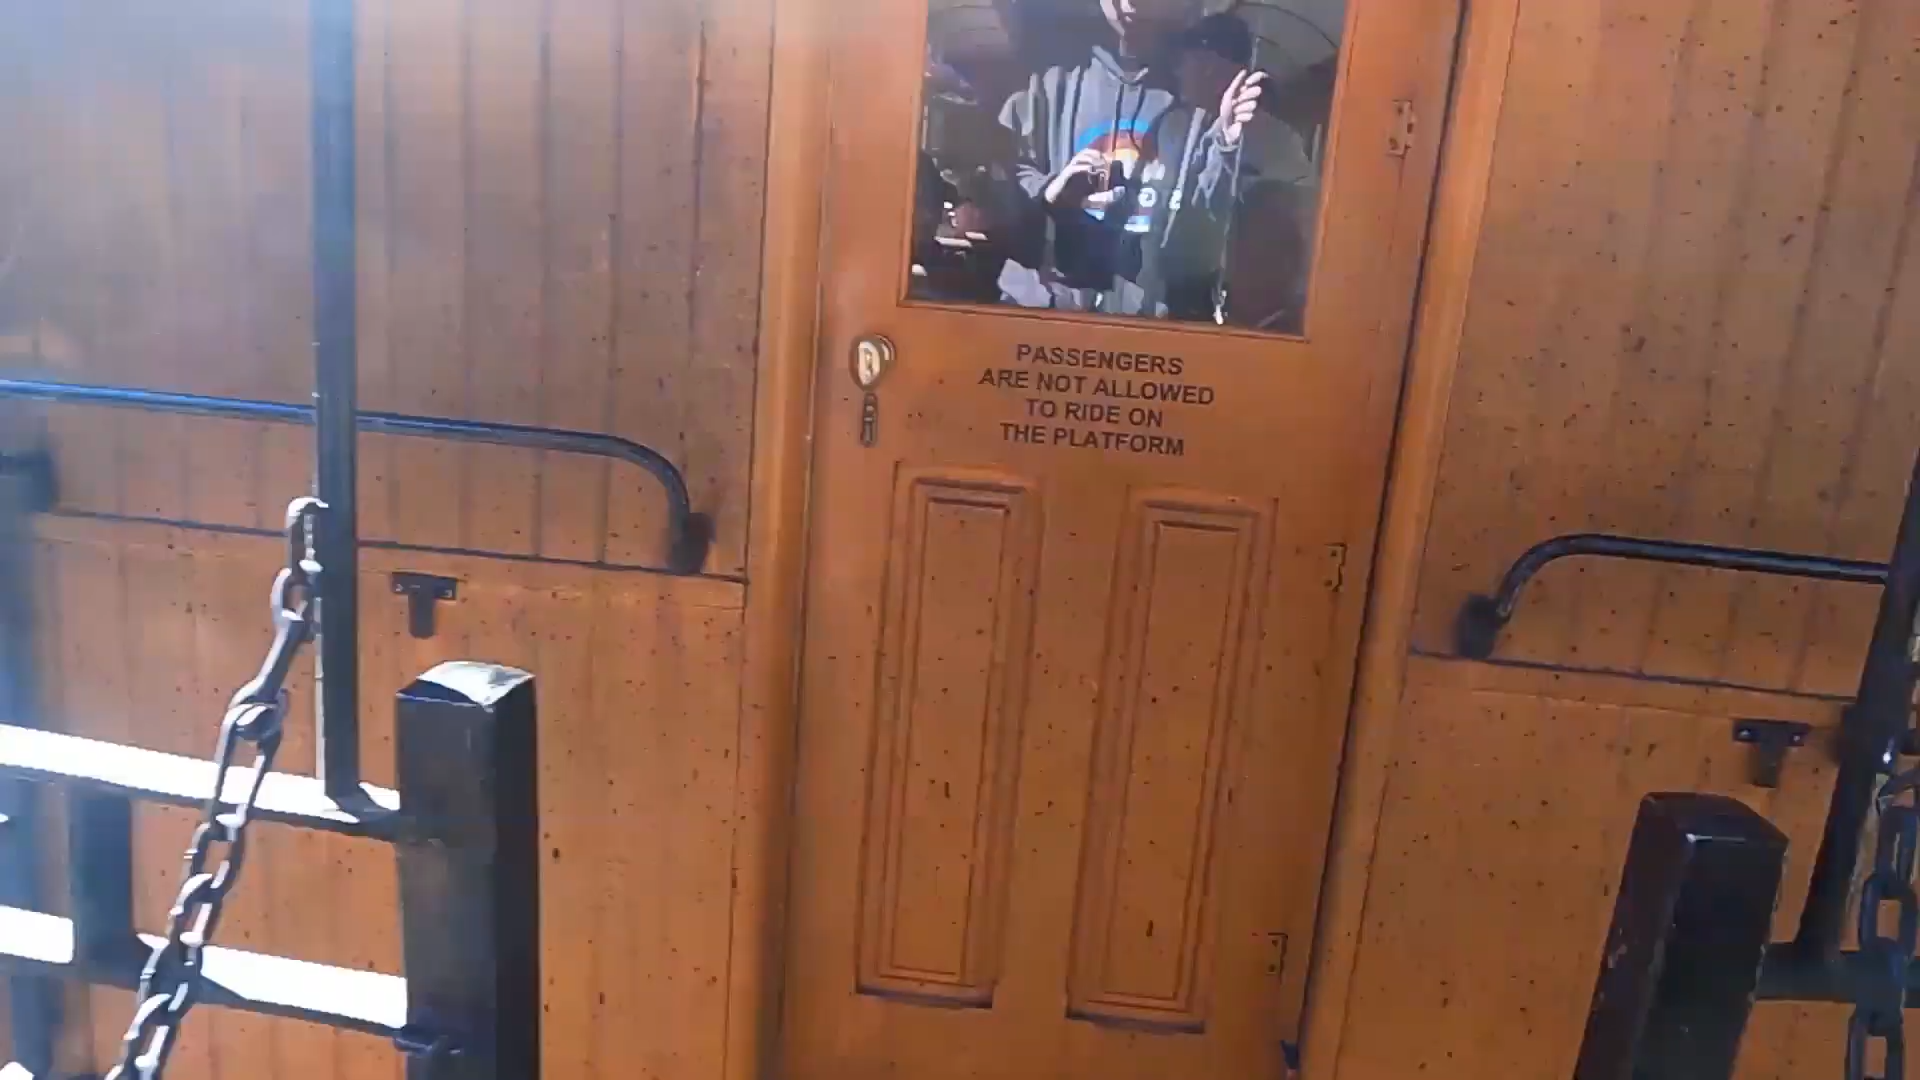 PASSENGERS
ARE NOT ALLOWED
TO RIDE ON
THE PLATFORM